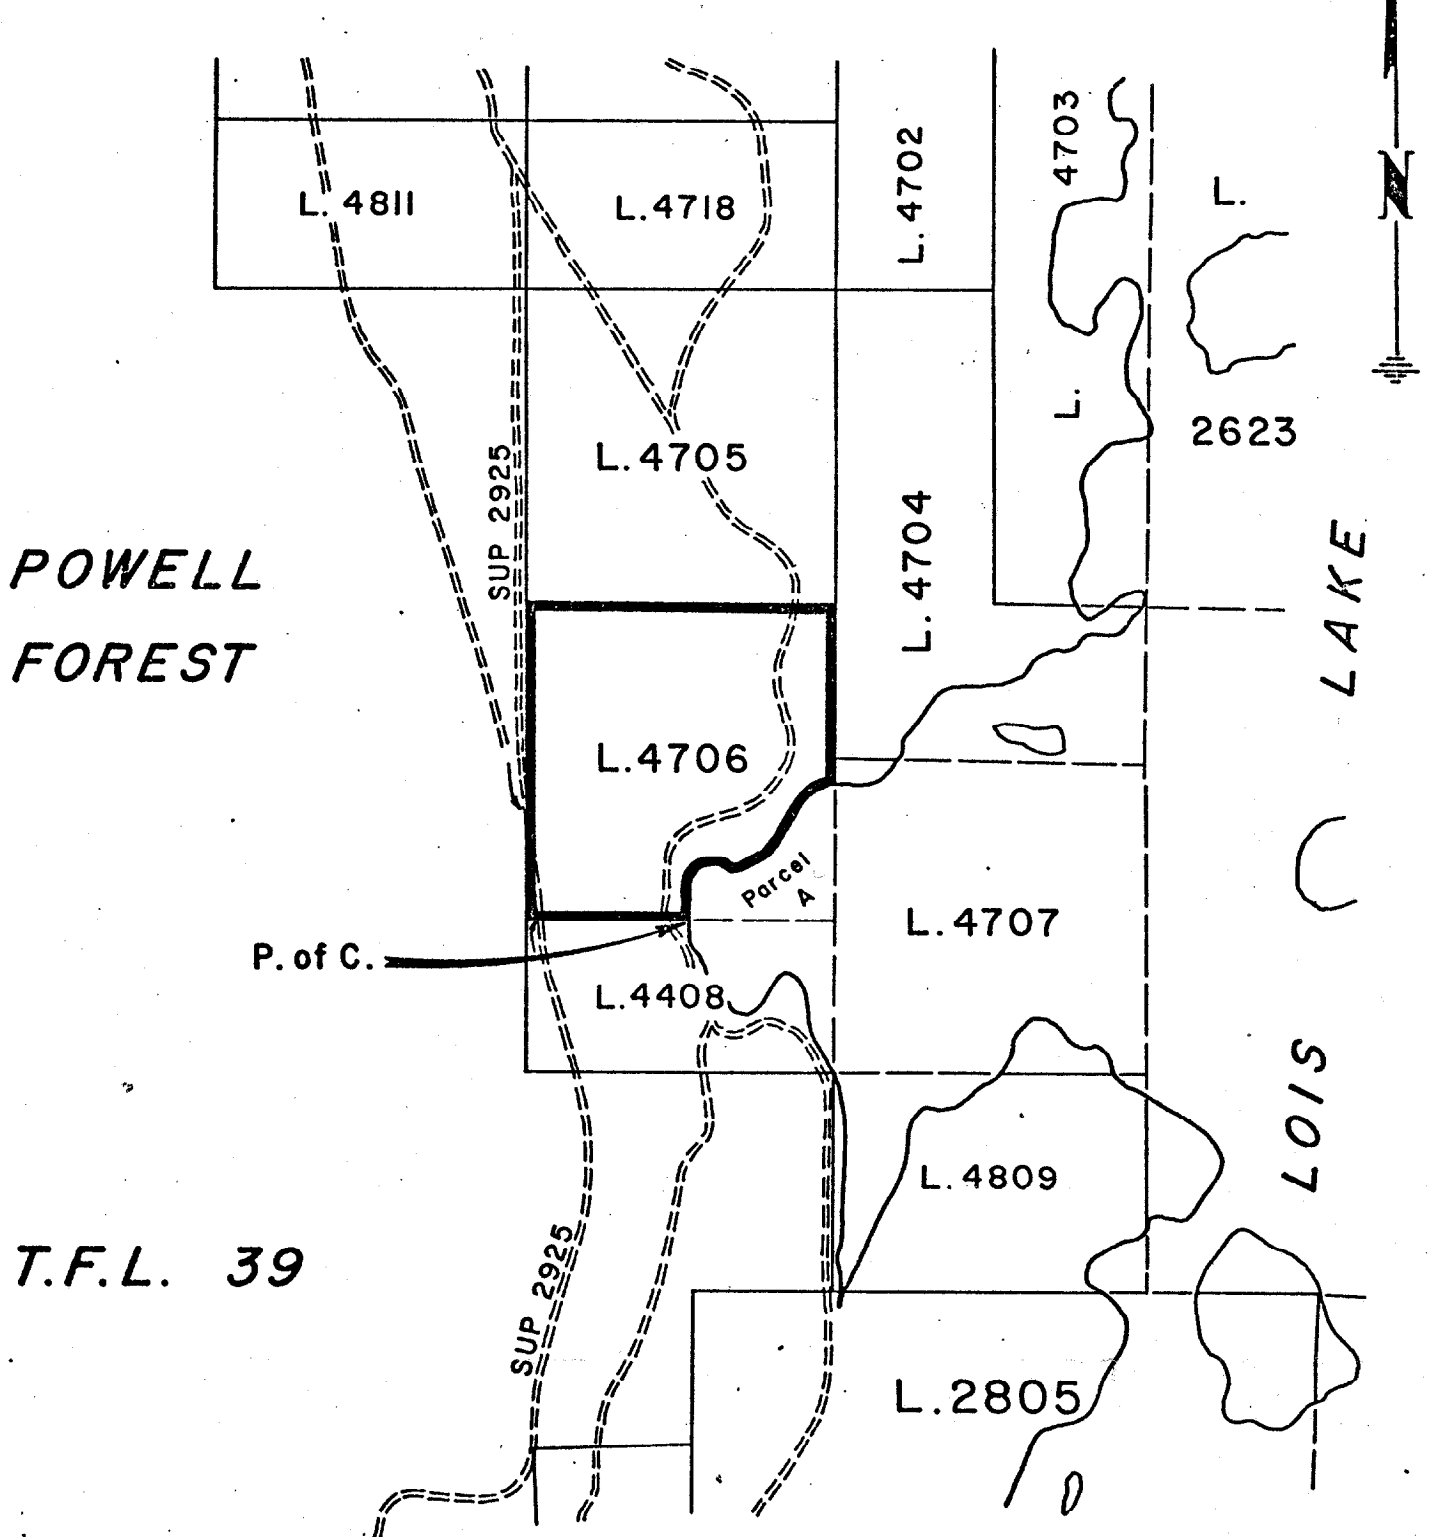 N
L. 4811
L.4718
L.4702
L. 4703
L. 2623
SUP 2925
L.4705
L.4704
POWELL
FOREST
LOIS LAKE
L.4706
Parcel
A
L.4707
P. of C.
L.4408
L.4809
T.F.L. 39
SUP 2925
L.2805